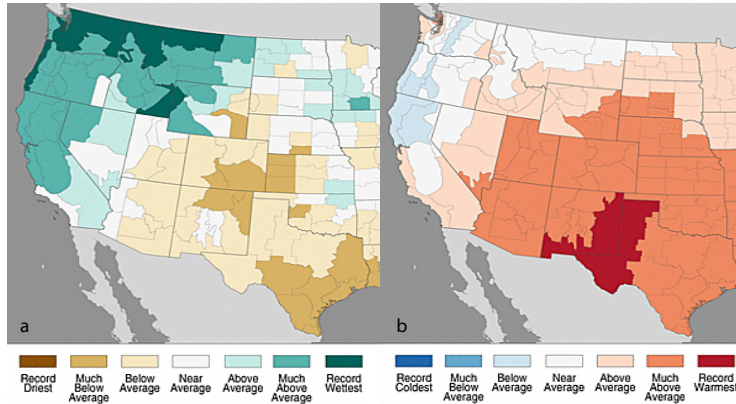 a
b
Record Driest
Much Below Average
Below Average
Near Average
Above Average
Much Above Average
Record Wettest
Record Coldest
Much Below Average
Below Average
Near Average
Above Average
Much Above Average
Record Warmest